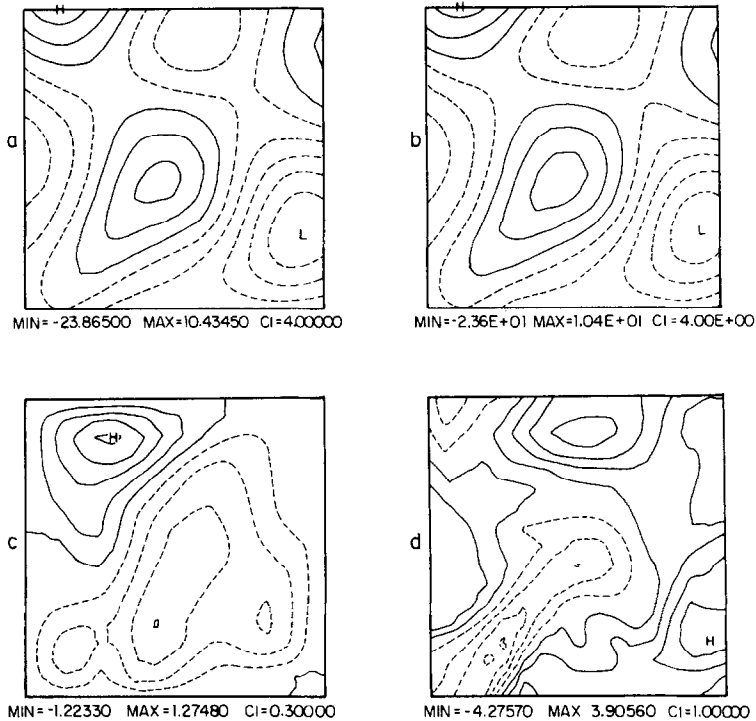 H
H
a
b
L
L
MIN=-23.86500 MAX=10.43450 CI=4.00000
MIN=-2.36E+01 MAX=1.04E+01 CI=4.00E+00
H
c
d
H
MIN=-1.22330 MAX 1.27480 CI=0.30000
MIN=-4.27570 MAX 3.90560 CI=1.00000